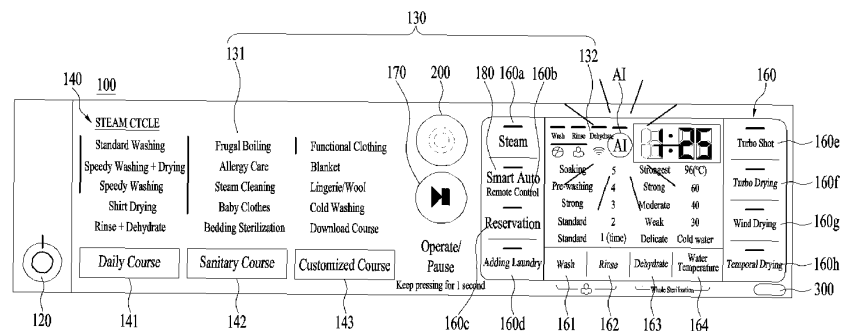 130
131
132
AI
140
100
170
200
180
160a
160b
160
STEAM CTCLE
Standard Washing
Speedy Washing + Drying
Speedy Washing
Shirt Drying
Rinse + Dehydrate
Frugal Boiling
Allergy Care
Steam Cleaning
Baby Clothes
Bedding Sterilization
Functional Clothing
Blanket
Lingerie/Wool
Cold Washing
Download Course
Daily Course
Sanitary Course
Customized Course
Operate/
Pause
Keep pressing for 1 second
Steam
Smart Auto
Remote Control
Reservation
Adding Laundry
Wash Rinse Dehydrate
AI
1:26
Soaking 5 Strongest 96(°C)
Pre-washing 4 Strong 60
Strong 3 Moderate 40
Standard 2 Weak 30
Standard 1 (time) Delicate Cold water
Wash Rinse Dehydrate Water
Temperature
Whole Sterilization
Turbo Shot
Turbo Drying
Wind Drying
Temporal Drying
160e
160f
160g
160h
300
120
141
142
143
160c
160d
161
162
163
164